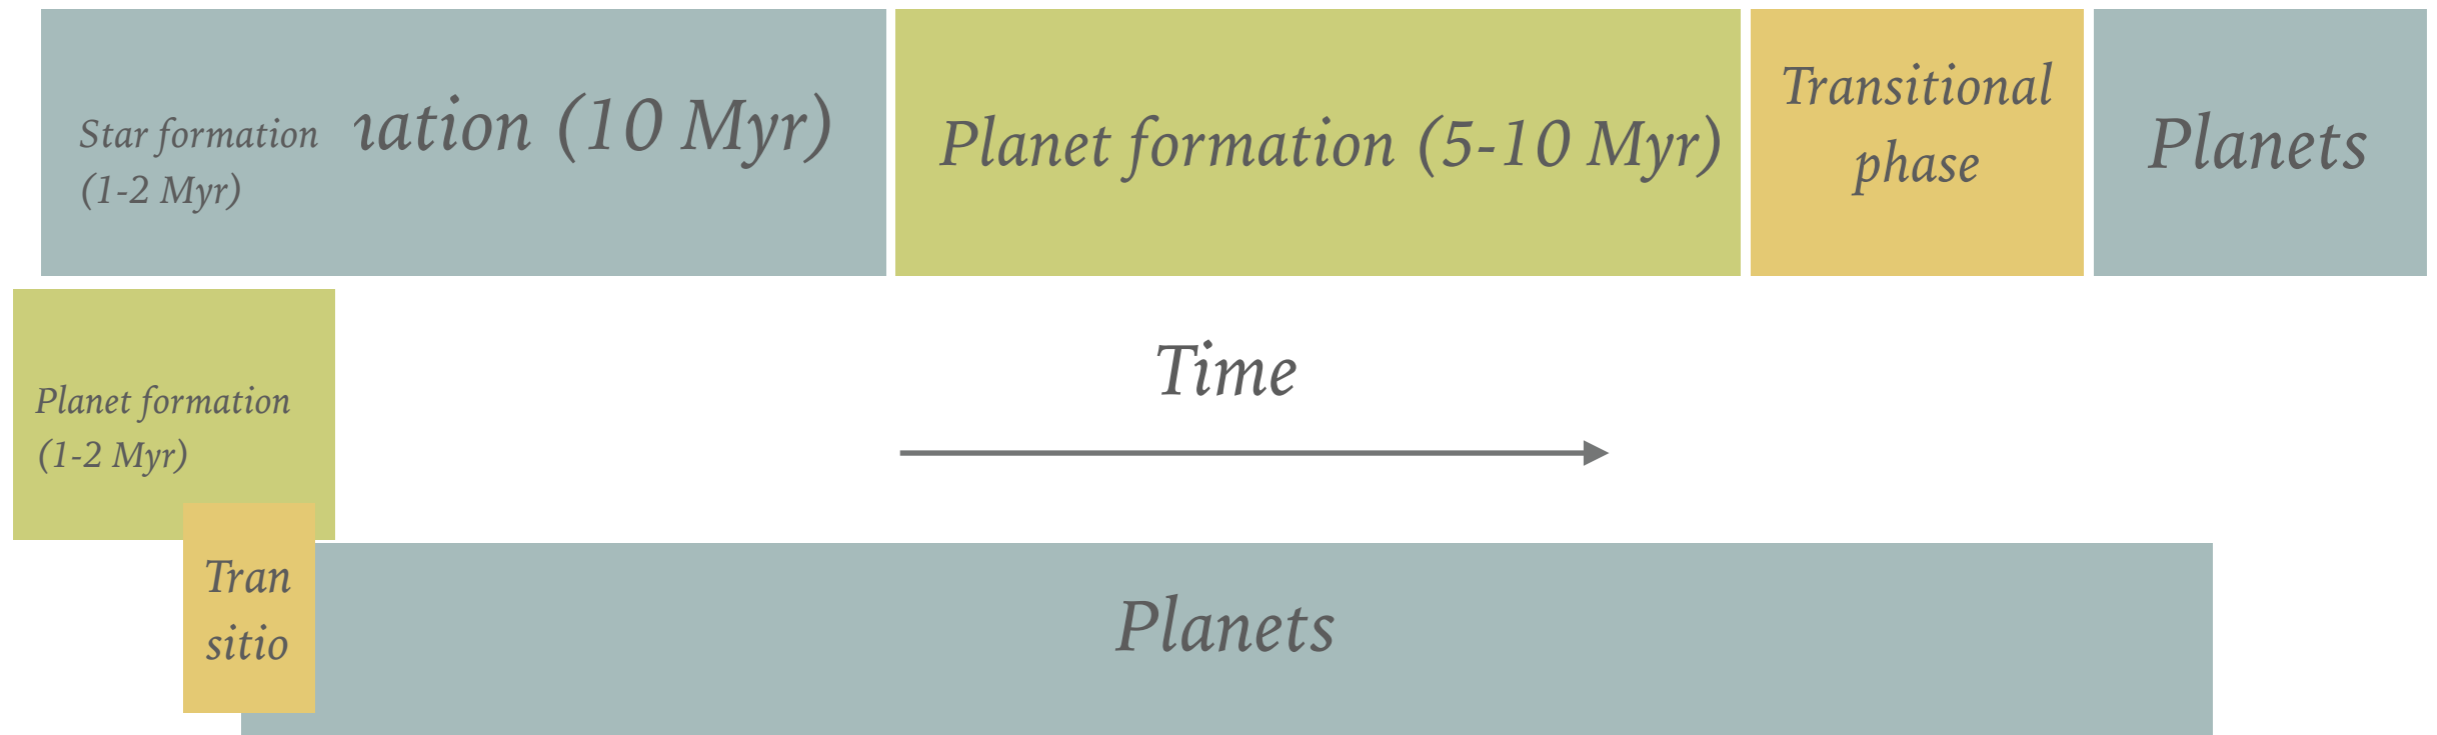 Star formation
(1-2 Myr)
ation (10 Myr)
Planet formation (5-10 Myr)
Transitional
phase
Planets
Planet formation
(1-2 Myr)
Time
Tran
sitio
Planets